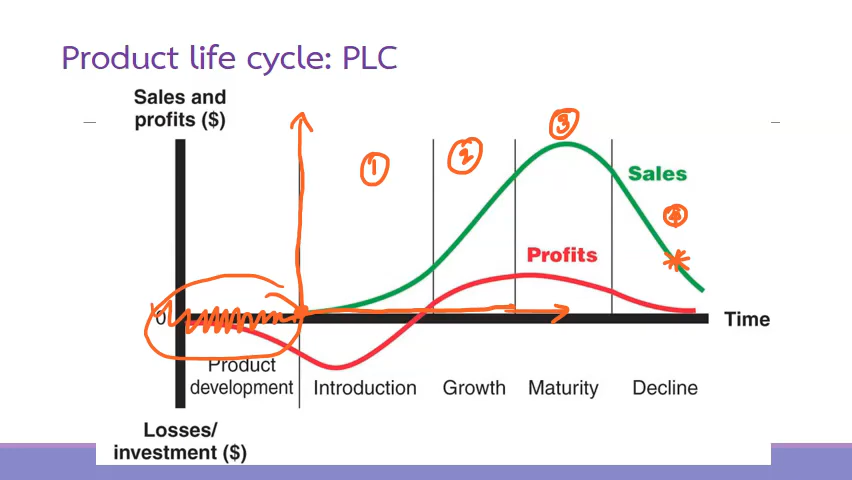 Product life cycle: PLC
Sales and
profits ($)
1
2
3
Sales
4
Profits
0
Time
Product
development
Introduction
Growth
Maturity
Decline
Losses/
investment ($)